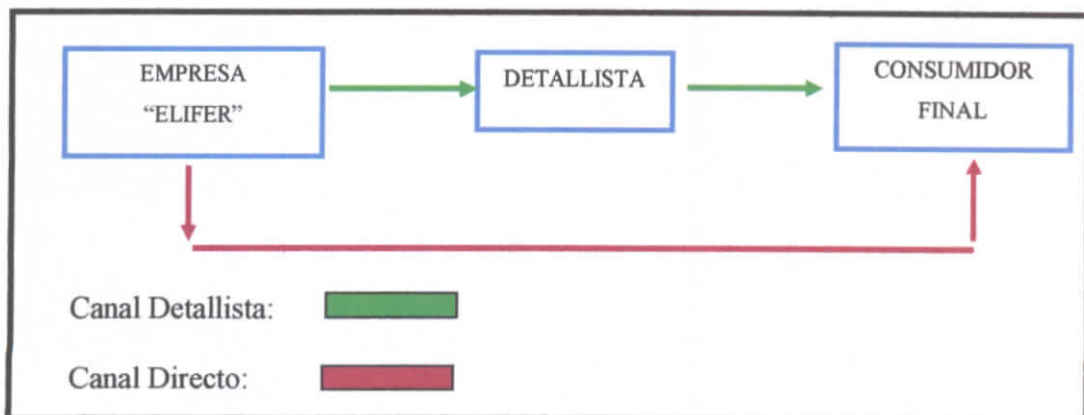 EMPRESA
“ELIFER”
DETALLISTA
CONSUMIDOR
FINAL
Canal Detallista:
Canal Directo: